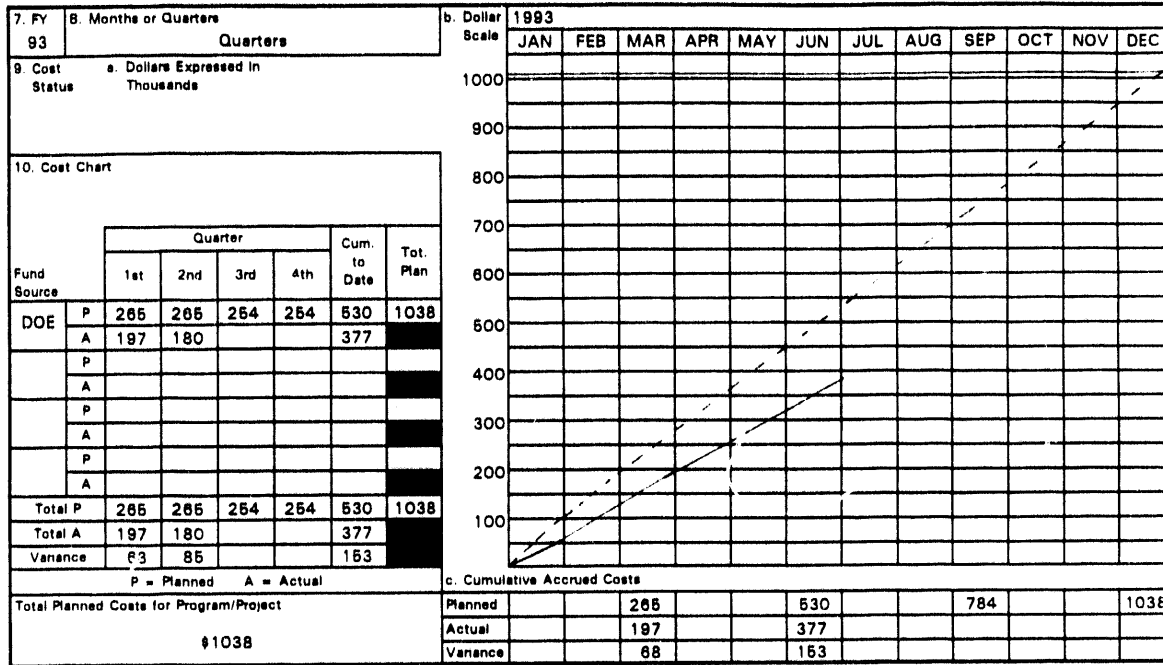 7. FY 8. Months or Quarters
93 Quarters
9. Cost Status a. Dollars Expressed in Thousands
10. Cost Chart
Fund Source Quarter Cum. to Date Tot. Plan
1st 2nd 3rd 4th
DOE P 265 265 254 254 530 1038
A 197 180 377
P
A
P
A
P
A
Total P 265 265 254 254 530 1038
Total A 197 180 377
Variance 85 153
P = Planned A = Actual
Total Planned Costs for Program/Project
$1038
b. Dollar Scale 1993
JAN FEB MAR APR MAY JUN JUL AUG SEP OCT NOV DEC
1000
900
800
700
600
500
400
300
200
100
c. Cumulative Accrued Costs
Planned 265 530 784 1038
Actual 197 377
Variance 68 153